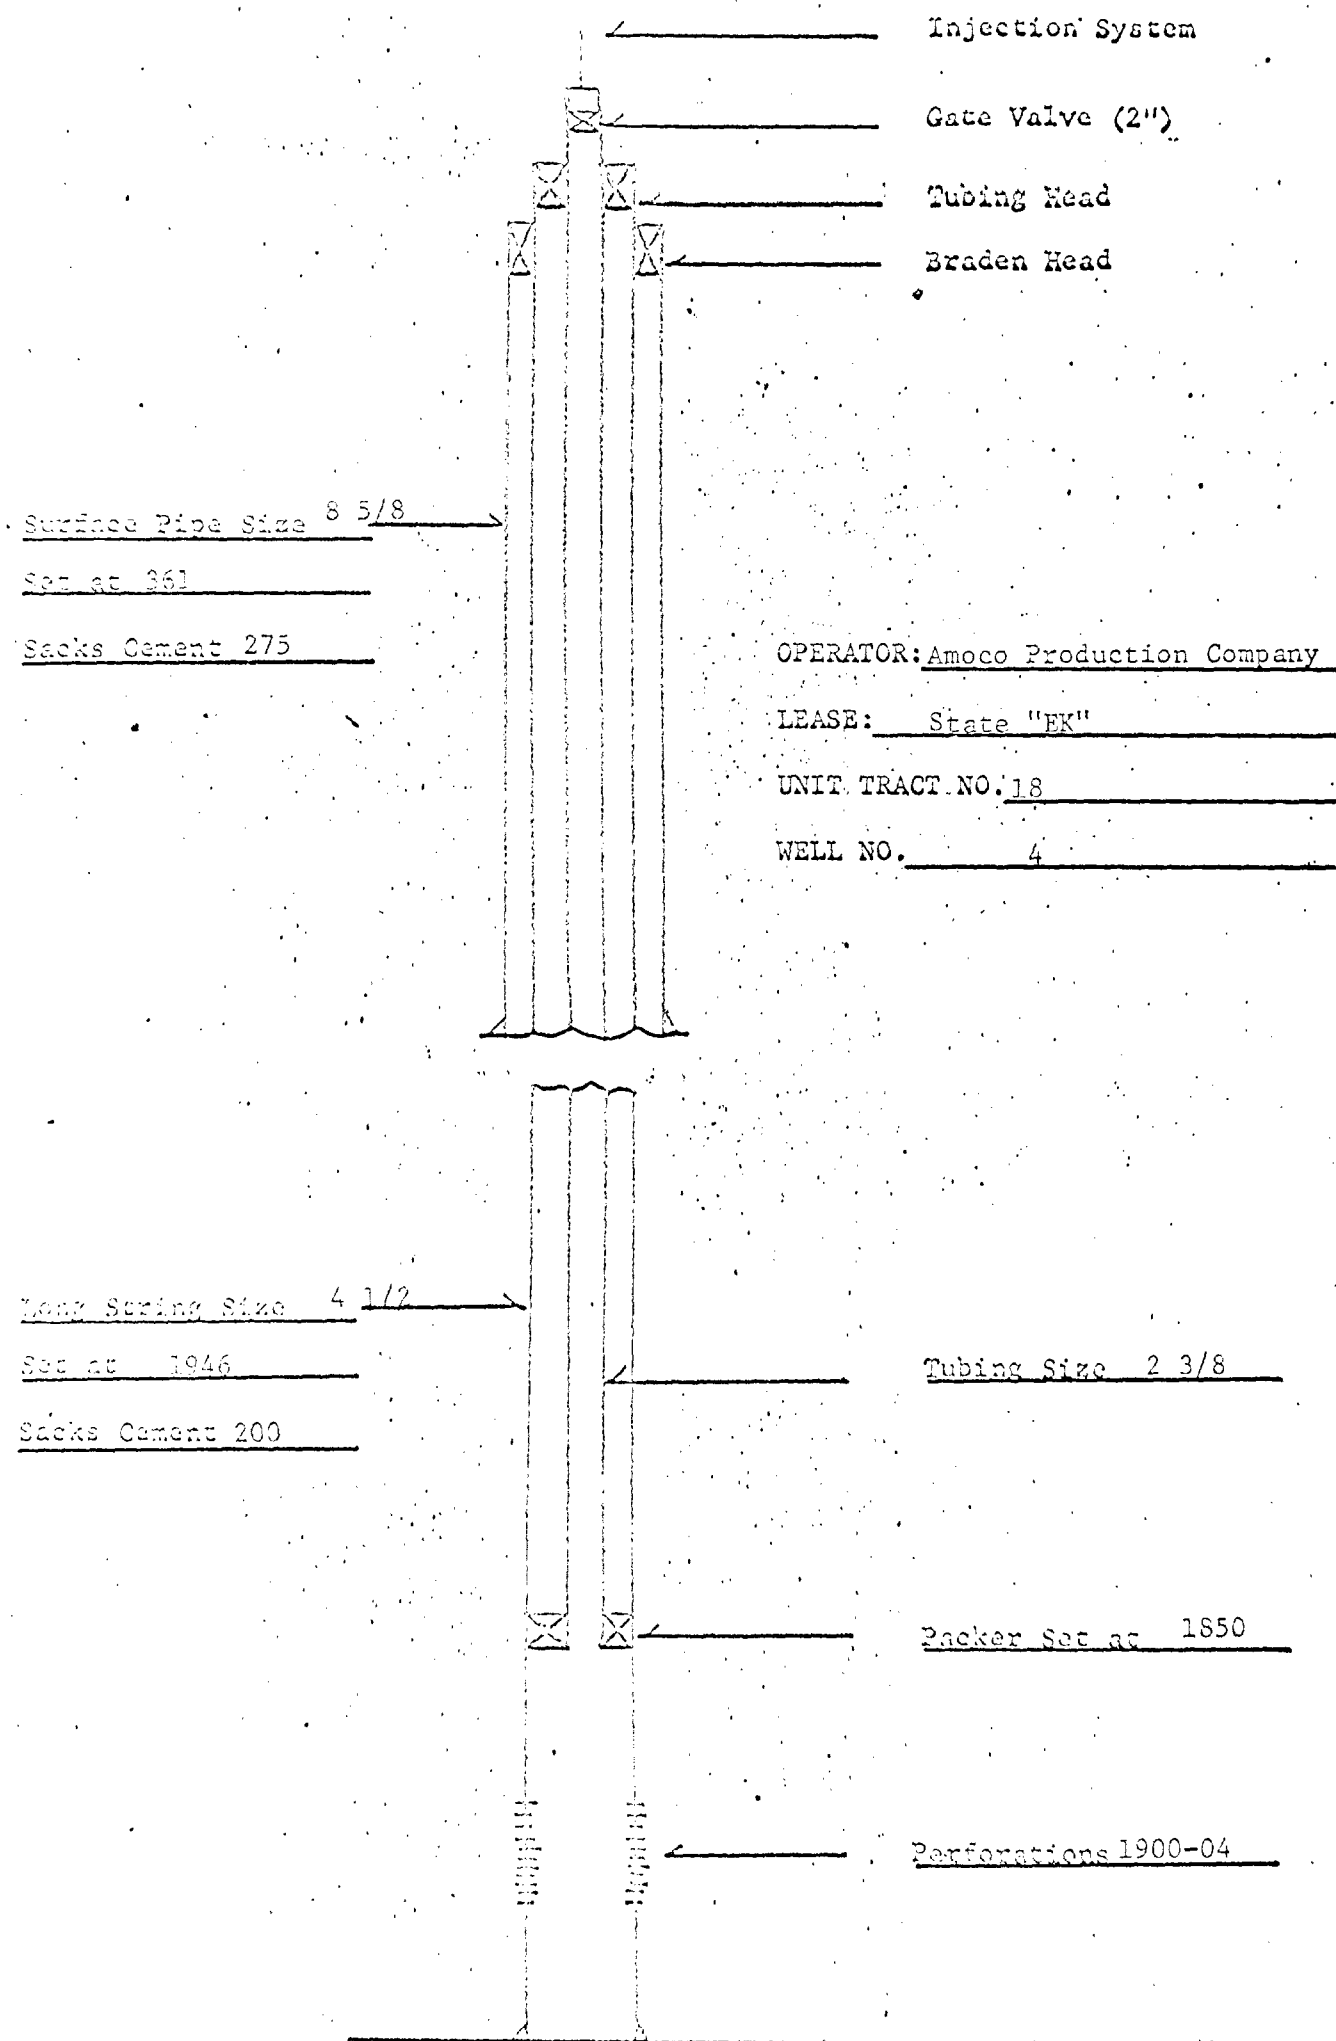 Injection System
Gate Valve (2")
Tubing Head
Braden Head
Surface Pipe Size 8 5/8
Set at 361
Sacks Cement 275
OPERATOR: Amoco Production Company
LEASE: State "EK"
UNIT TRACT NO. 18
WELL NO. 4
Long String Size 4 1/2
Set at 1946
Sacks Cement 200
Tubing Size 2 3/8
Packer Set at 1850
Perforations 1900-04